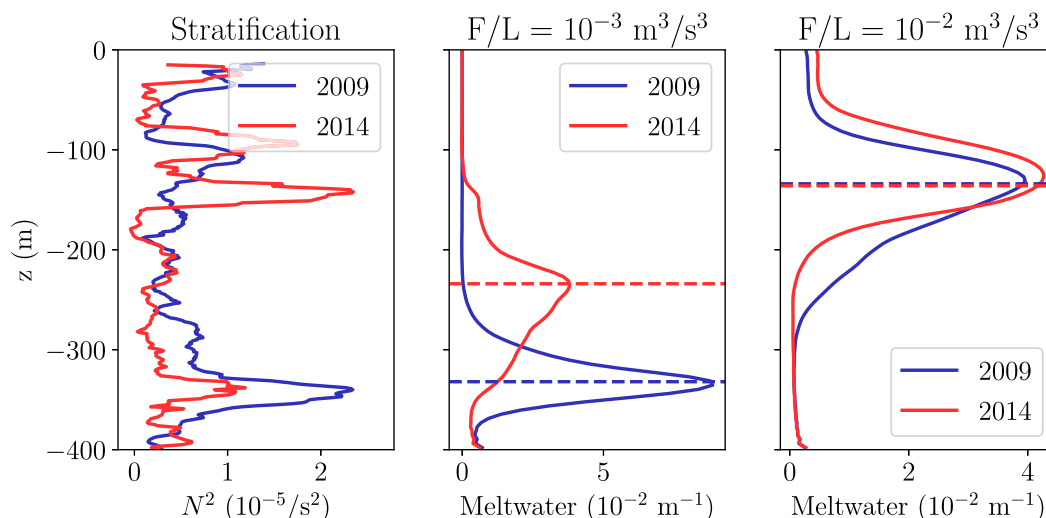 Stratification
F/L = 10⁻³ m³/s³
F/L = 10⁻² m³/s³
0
−100
−200
−300
−400
z (m)
2009
2014
2009
2014
2009
2014
0 1 2
0 5
0 2 4
N² (10⁻⁵/s²)
Meltwater (10⁻² m⁻¹)
Meltwater (10⁻² m⁻¹)